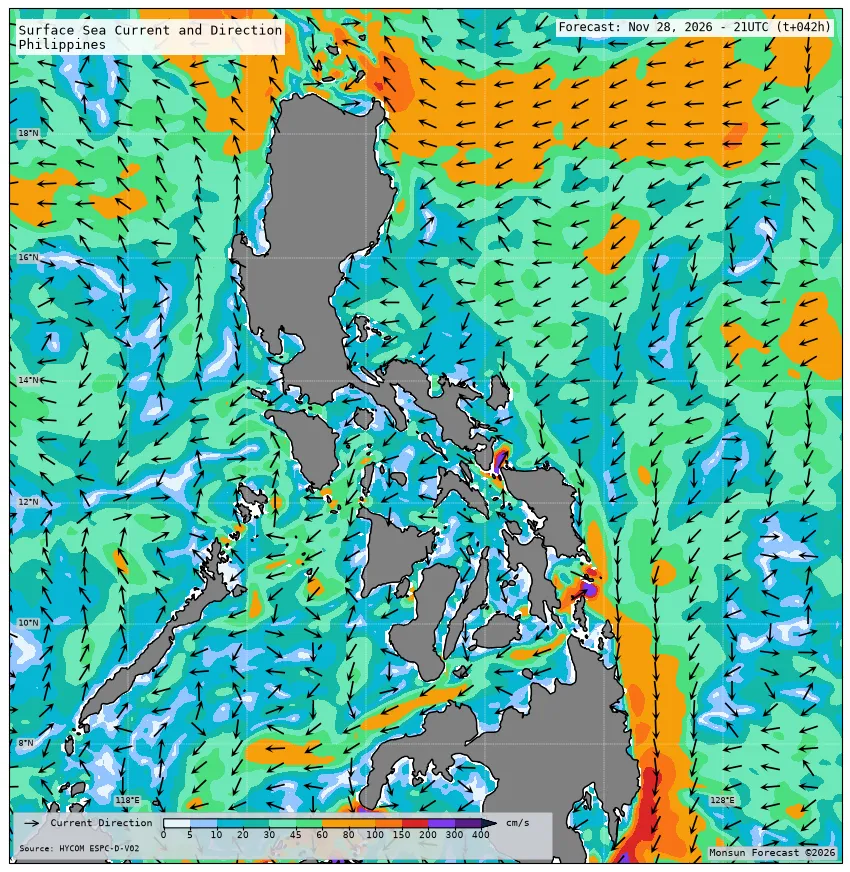 Surface Sea Current and Direction
Philippines
Forecast: Nov 28, 2026 - 21UTC (t+042h)
18°N
16°N
14°N
12°N
10°N
8°N
118°E
128°E
Current Direction
0 5 10 20 30 45 60 80 100 150 200 300 400 cm/s
Source: HYCOM ESPC-D-V02
Monsun Forecast ©2026